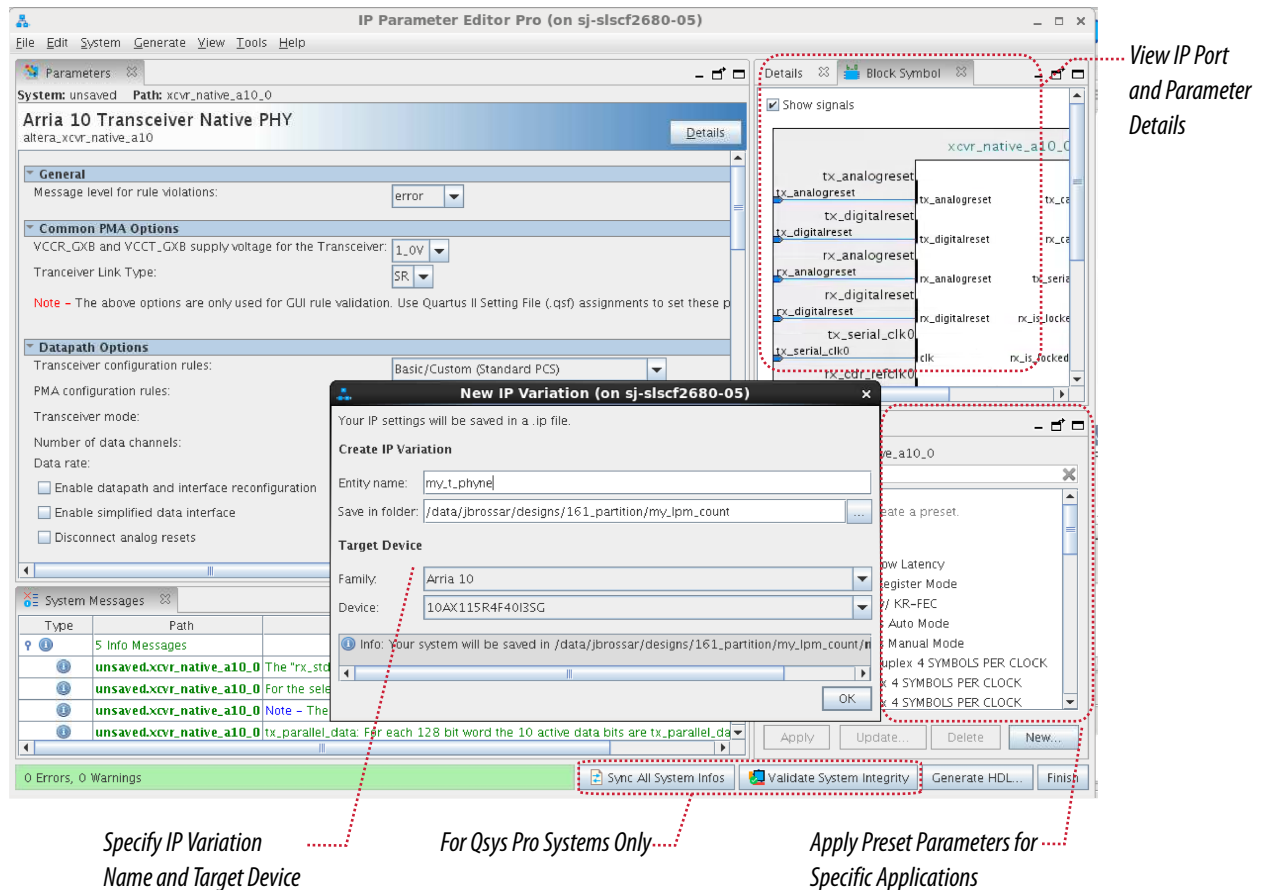 IP Parameter Editor Pro (on sj-slscf2680-05)
File Edit System Generate View Tools Help
Parameters
System: unsaved Path: xcvr_native_a10_0
Arria 10 Transceiver Native PHY
altera_xcvr_native_a10
Details
General
Message level for rule violations: error
Common PMA Options
VCCR_GXB and VCCT_GXB supply voltage for the Transceiver: 1_0V
Tranceiver Link Type: SR
Note - The above options are only used for GUI rule validation. Use Quartus II Setting File (.qsf) assignments to set these p
Datapath Options
Transceiver configuration rules: Basic/Custom (Standard PCS)
PMA configuration rules:
Transceiver mode:
Number of data channels:
Data rate:
Enable datapath and interface reconfiguration
Enable simplified data interface
Disconnect analog resets
Details Block Symbol
Show signals
xcvr_native_a10_0
tx_analogreset
tx_analogreset
tx_analogreset tx_ca
tx_digitalreset
tx_digitalreset
tx_digitalreset rx_ca
rx_analogreset
rx_analogreset
rx_analogreset tx_seria
rx_digitalreset
rx_digitalreset
rx_digitalreset rx_is_locke
tx_serial_clk0
tx_serial_clk0
clk rx_is_locked
rx_cdr_refclk0
View IP Port
and Parameter
Details
New IP Variation (on sj-slscf2680-05)
Your IP settings will be saved in a .ip file.
Create IP Variation
Entity name: my_t_phyne
Save in folder: /data/jbrossar/designs/161_partition/my_lpm_count ...
Target Device
Family: Arria 10
Device: 10AX115R4F40I3SG
Info: Your system will be saved in /data/jbrossar/designs/161_partition/my_lpm_count/
OK
ve_a10_0
eate a preset.
ow Latency
egister Mode
/ KR-FEC
Auto Mode
Manual Mode
uplex 4 SYMBOLS PER CLOCK
x 4 SYMBOLS PER CLOCK
x 4 SYMBOLS PER CLOCK
Apply Update... Delete New...
System Messages
Type Path
5 Info Messages
unsaved.xcvr_native_a10_0 The "rx_std
unsaved.xcvr_native_a10_0 For the sele
unsaved.xcvr_native_a10_0 Note - The
unsaved.xcvr_native_a10_0 tx_parallel_data: For each 128 bit word the 10 active data bits are tx_parallel_da
0 Errors, 0 Warnings
Sync All System Infos Validate System Integrity Generate HDL... Finish
Specify IP Variation
Name and Target Device
For Qsys Pro Systems Only
Apply Preset Parameters for
Specific Applications